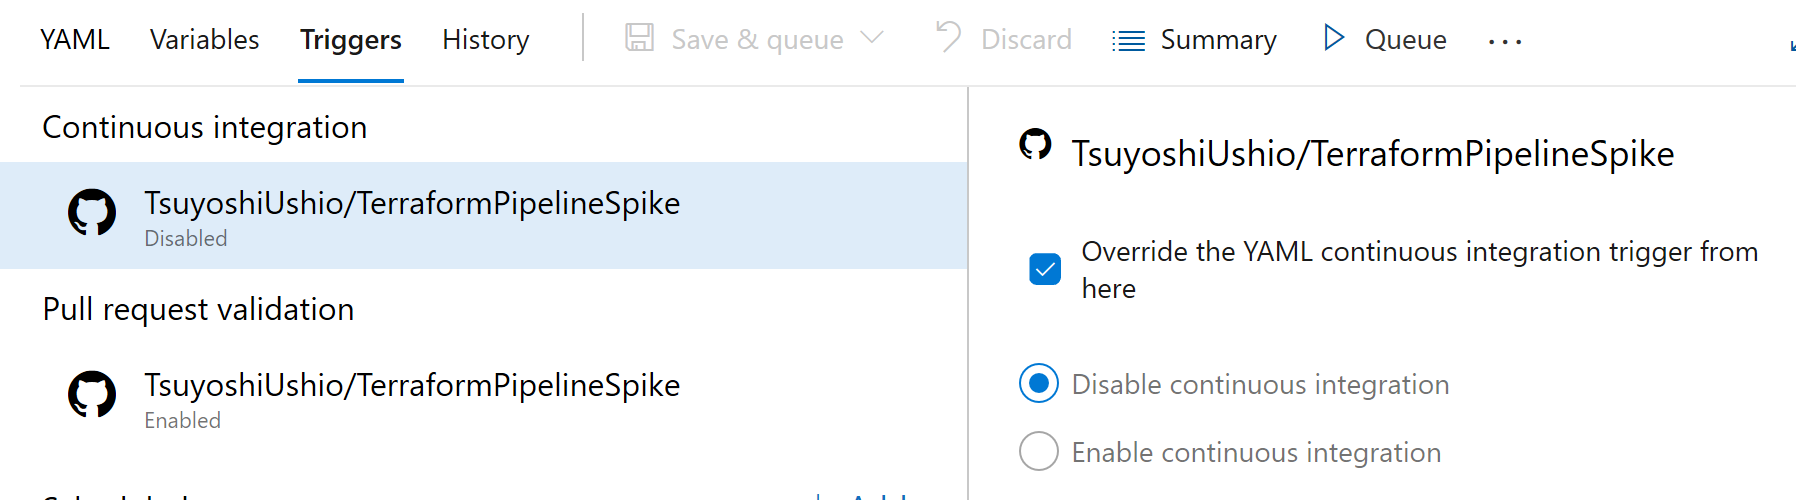 YAML Variables Triggers History Save & queue Discard Summary Queue ...
Continuous integration
TsuyoshiUshio/TerraformPipelineSpike
Disabled
Pull request validation
TsuyoshiUshio/TerraformPipelineSpike
Enabled
TsuyoshiUshio/TerraformPipelineSpike
Override the YAML continuous integration trigger from
here
Disable continuous integration
Enable continuous integration